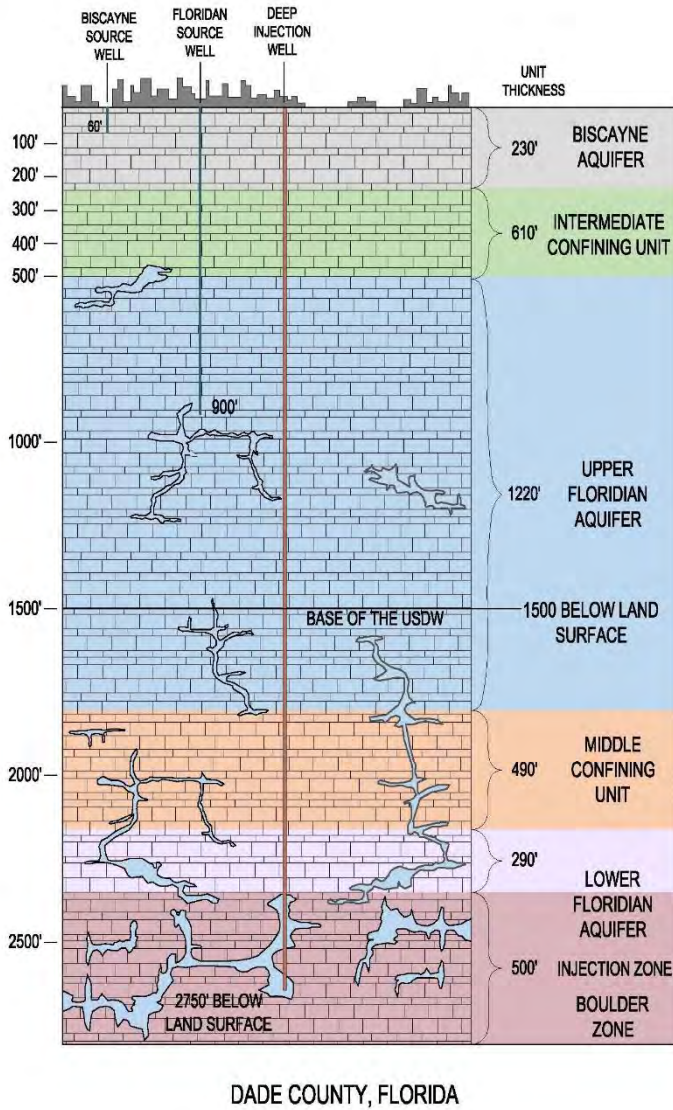 BISCAYNE
SOURCE
WELL
FLORIDAN
SOURCE
WELL
DEEP
INJECTION
WELL
UNIT
THICKNESS
60'
100'
200'
300'
400'
500'
1000'
1500'
2000'
2500'
230'
BISCAYNE
AQUIFER
610'
INTERMEDIATE
CONFINING UNIT
900'
1220'
UPPER
FLORIDIAN
AQUIFER
BASE OF THE USDW
1500 BELOW LAND
SURFACE
490'
MIDDLE
CONFINING
UNIT
290'
LOWER
FLORIDIAN
AQUIFER
500'
INJECTION ZONE
BOULDER
ZONE
2750' BELOW
LAND SURFACE
DADE COUNTY, FLORIDA